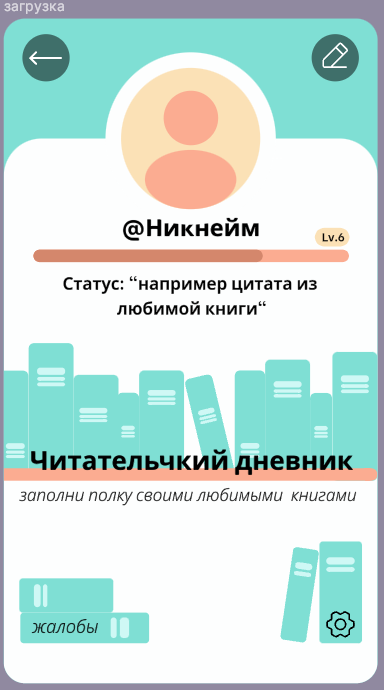 загрузка
@Никнейм
Lv.6
Статус: “например цитата из
любимой книги“
Читательчкий дневник
заполни полку своими любимыми книгами
жалобы